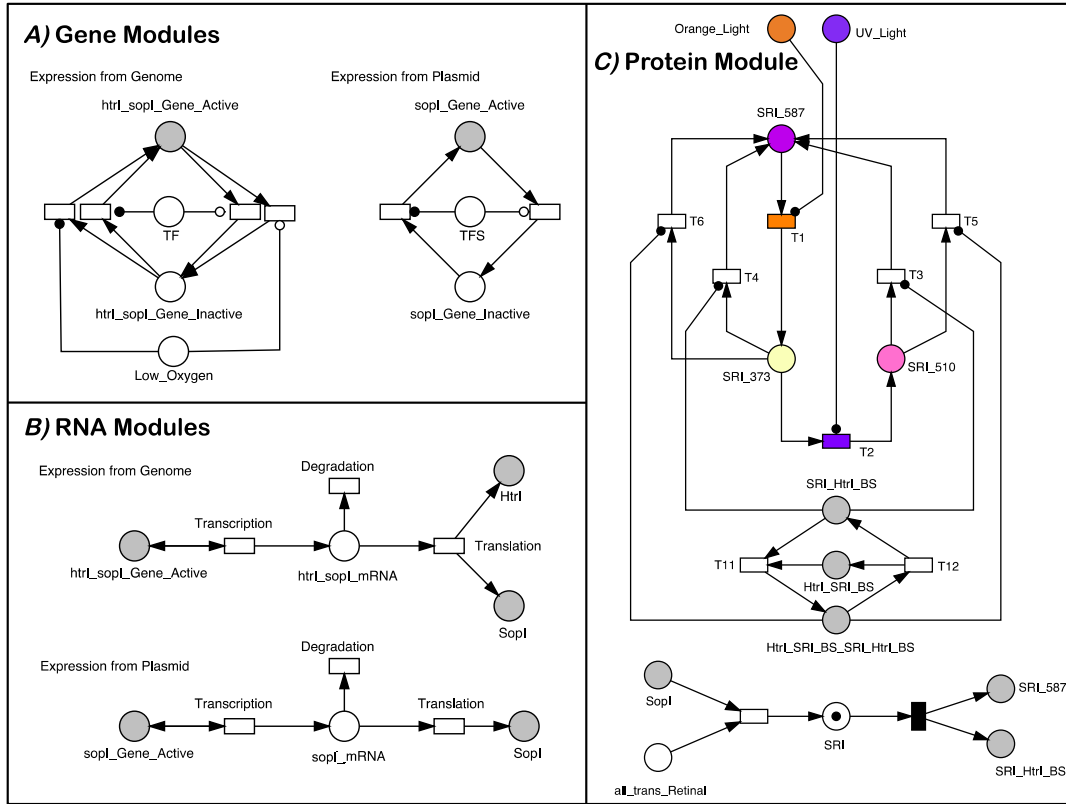 A) Gene Modules
Expression from Genome
Expression from Plasmid
htrI_sopI_Gene_Active
sopI_Gene_Active
TF
TFS
htrI_sopI_Gene_Inactive
sopI_Gene_Inactive
Low_Oxygen
B) RNA Modules
Expression from Genome
Degradation
HtrI
Transcription
Translation
htrI_sopI_Gene_Active
htrI_sopI_mRNA
SopI
Expression from Plasmid
Degradation
Transcription
Translation
sopI_Gene_Active
sopI_mRNA
SopI
Orange_Light
UV_Light
C) Protein Module
SRI_587
T6
T1
T5
T4
T3
SRI_373
SRI_510
T2
SRI_HtrI_BS
T11
T12
HtrI_SRI_BS
HtrI_SRI_BS_SRI_HtrI_BS
SopI
SRI_587
SRI
SRI_HtrI_BS
all_trans_Retinal